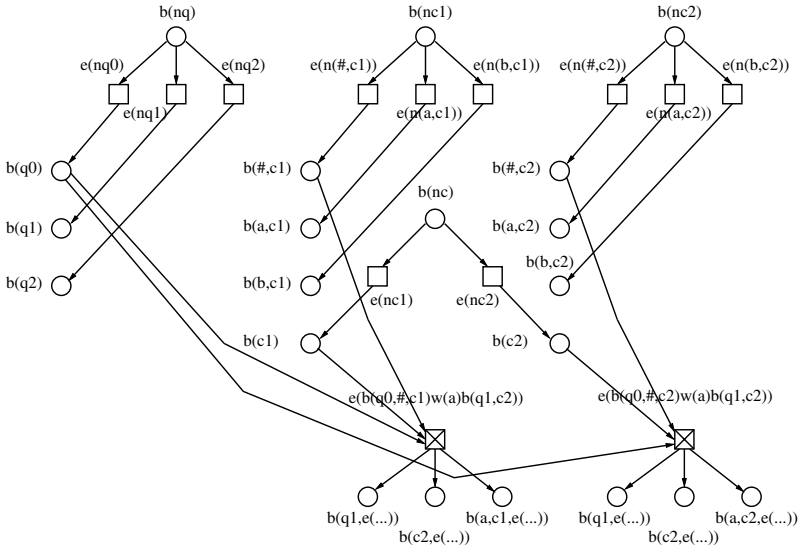 b(nq) b(nc1) b(nc2)
e(nq0) e(nq2) e(n(#,c1)) e(n(b,c1)) e(n(#,c2)) e(n(b,c2))
e(nq1) e(n(a,c1)) e(n(a,c2))
b(q0) b(#,c1) b(#,c2)
b(nc)
b(q1) b(a,c1) b(a,c2)
b(b,c2)
b(q2) b(b,c1)
e(nc1) e(nc2)
b(c1) b(c2)
e(b(q0,#,c1)w(a)b(q1,c2)) e(b(q0,#,c2)w(a)b(q1,c2))
b(q1,e(...)) b(a,c1,e(...)) b(q1,e(...)) b(a,c2,e(...))
b(c2,e(...)) b(c2,e(...))